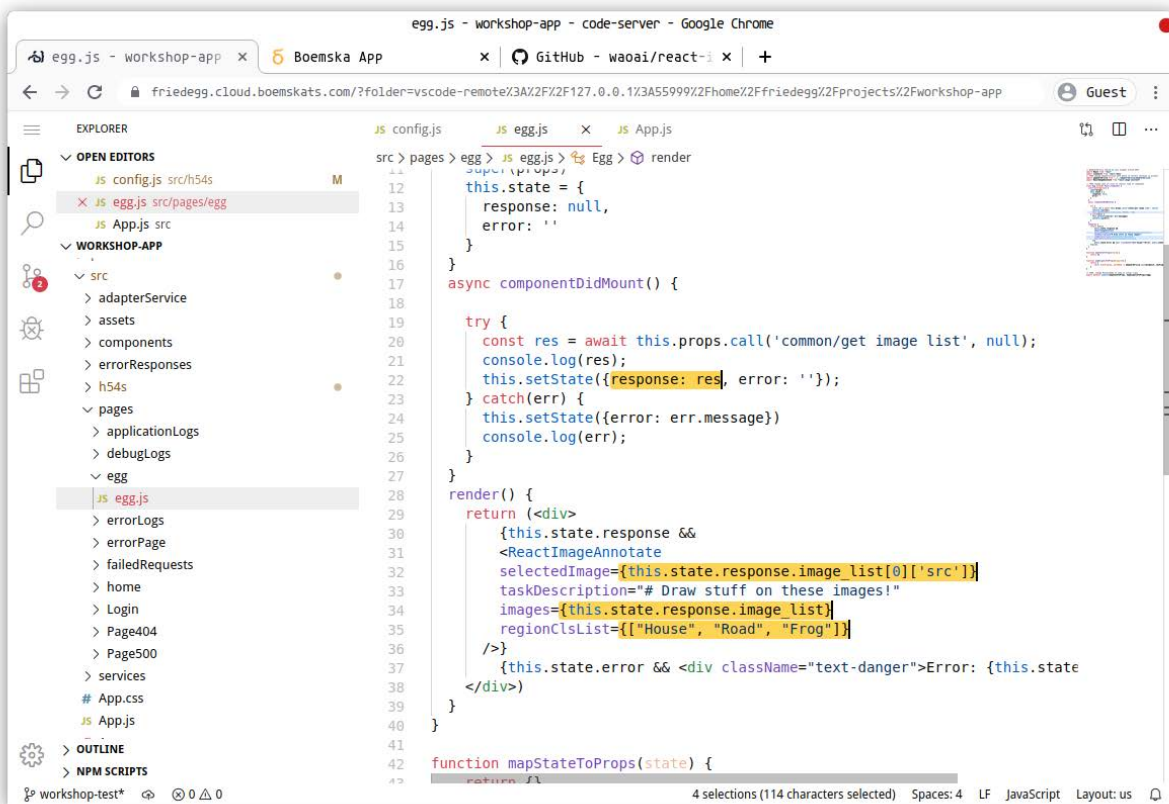 egg.js - workshop-app - code-server - Google Chrome
egg.js - workshop-app × Boemska App × GitHub - waoai/react-i × +
friedegg.cloud.boemskats.com/?folder=vscode-remote%3A%2F%2F127.0.0.1%3A55999%2Fhome%2Ffriedegg%2Fprojects%2Fworkshop-app Guest
EXPLORER
OPEN EDITORS
JS config.js src/h54s M
× JS egg.js src/pages/egg
JS App.js src
WORKSHOP-APP
src
adapterService
assets
components
errorResponses
h54s
pages
applicationLogs
debugLogs
egg
JS egg.js
errorLogs
errorPage
failedRequests
home
Login
Page404
Page500
services
# App.css
JS App.js
OUTLINE
NPM SCRIPTS
2
JS config.js JS egg.js × JS App.js
src > pages > egg > JS egg.js > Egg > render
11 super(props)
12 this.state = {
13 response: null,
14 error: ''
15 }
16 }
17 async componentDidMount() {
18
19 try {
20 const res = await this.props.call('common/get image list', null);
21 console.log(res);
22 this.setState({response: res, error: ''});
23 } catch(err) {
24 this.setState({error: err.message})
25 console.log(err);
26 }
27 }
28 render() {
29 return (<div>
30 {this.state.response &&
31 <ReactImageAnnotate
32 selectedImage={this.state.response.image_list[0]['src']}
33 taskDescription="# Draw stuff on these images!"
34 images={this.state.response.image_list}
35 regionClsList={["House", "Road", "Frog"]}
36 />}
37 {this.state.error && <div className="text-danger">Error: {this.state
38 </div>)
39 }
40 }
41
42 function mapStateToProps(state) {
43 return {}
workshop-test* 0 0 4 selections (114 characters selected) Spaces: 4 LF JavaScript Layout: us